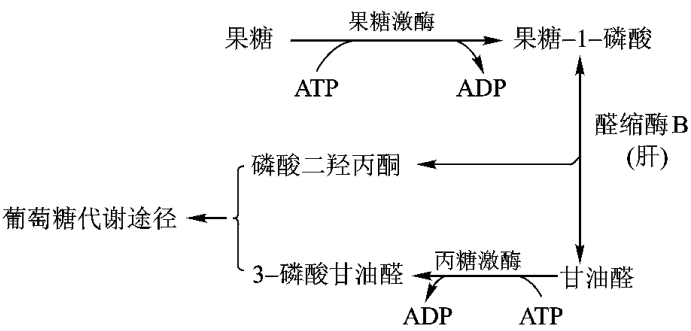 果糖
果糖激酶
果糖-1-磷酸
ATP
ADP
醛缩酶B
(肝)
磷酸二羟丙酮
葡萄糖代谢途径
3-磷酸甘油醛
丙糖激酶
甘油醛
ADP
ATP